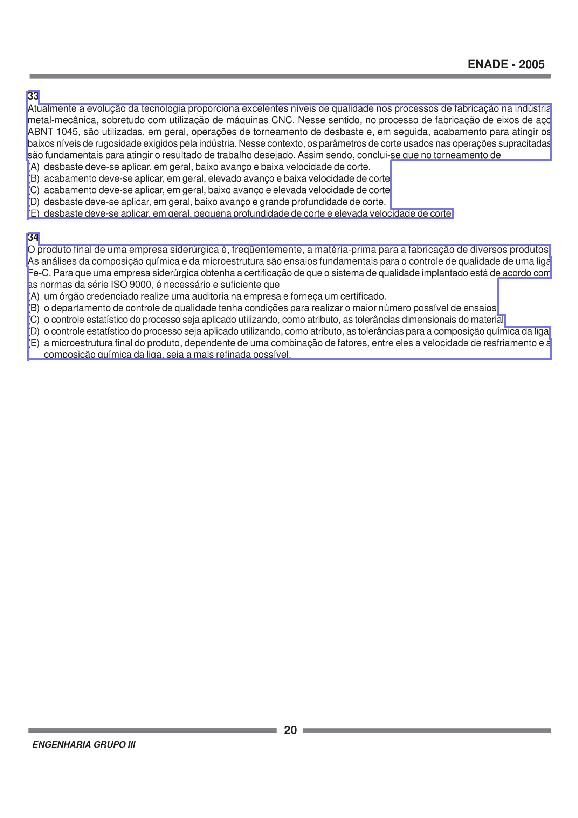 ENADE - 2005
33
Atualmente a evolução da tecnologia proporciona excelentes níveis de qualidade nos processos de fabricação na indústria
metal-mecânica, sobretudo com utilização de máquinas CNC. Nesse sentido, no processo de fabricação de eixos de aço
ABNT 1045, são utilizadas, em geral, operações de torneamento de desbaste e, em seguida, acabamento para atingir os
baixos níveis de rugosidade exigidos pela indústria. Nesse contexto, os parâmetros de corte usados nas operações supracitadas
são fundamentais para atingir o resultado de trabalho desejado. Assim sendo, conclui-se que no torneamento de
(A) desbaste deve-se aplicar, em geral, baixo avanço e baixa velocidade de corte.
(B) acabamento deve-se aplicar, em geral, elevado avanço e baixa velocidade de corte
(C) acabamento deve-se aplicar, em geral, baixo avanço e elevada velocidade de corte
(D) desbaste deve-se aplicar, em geral, baixo avanço e grande profundidade de corte.
(E) desbaste deve-se aplicar, em geral, pequena profundidade de corte e elevada velocidade de corte
34
O produto final de uma empresa siderúrgica é, freqüentemente, a matéria-prima para a fabricação de diversos produtos.
As análises da composição química e da microestrutura são ensaios fundamentais para o controle de qualidade de uma liga
Fe-C. Para que uma empresa siderúrgica obtenha a certificação de que o sistema de qualidade implantado está de acordo com
as normas da série ISO 9000, é necessário e suficiente que
(A) um órgão credenciado realize uma auditoria na empresa e forneça um certificado.
(B) o departamento de controle de qualidade tenha condições para realizar o maior número possível de ensaios.
(C) o controle estatístico do processo seja aplicado utilizando, como atributo, as tolerâncias dimensionais do material
(D) o controle estatístico do processo seja aplicado utilizando, como atributo, as tolerâncias para a composição química da liga.
(E) a microestrutura final do produto, dependente de uma combinação de fatores, entre eles a velocidade de resfriamento e a
composição química da liga, seja a mais refinada possível.
20
ENGENHARIA GRUPO III